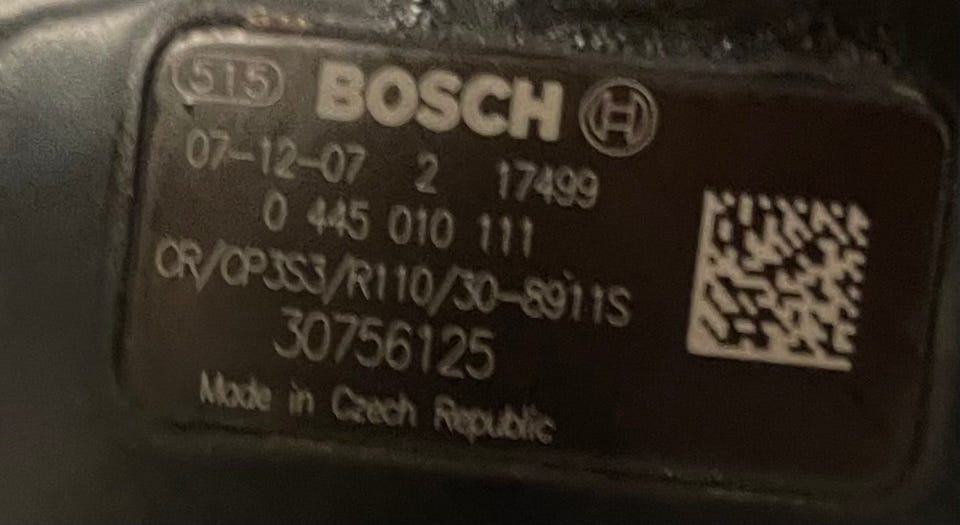 515 BOSCH
07-12-07 2 17499
0 445 010 111
CR/CP3S3/R110/30-8911S
30756125
Made in Czech Republic